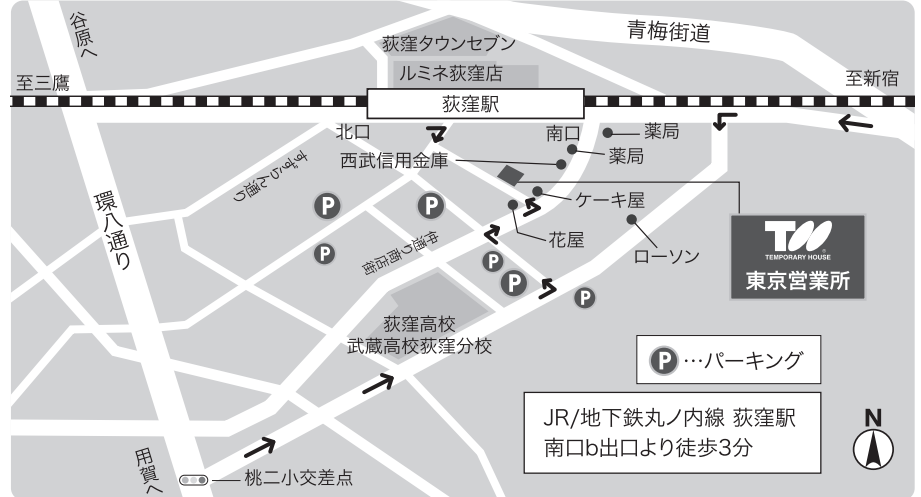 谷原へ
青梅街道
荻窪タウンセブン
ルミネ荻窪店
至三鷹
至新宿
荻窪駅
北口
南口
薬局
西武信用金庫
薬局
すずらん通り
ケーキ屋
環八通り
P
P
花屋
仲通り商店街
ローソン
P
P
P
P
TW
TEMPORARY HOUSE
東京営業所
荻窪高校
武蔵高校荻窪分校
P…パーキング
JR/地下鉄丸ノ内線 荻窪駅
南口b出口より徒歩3分
N
用賀へ
桃二小交差点